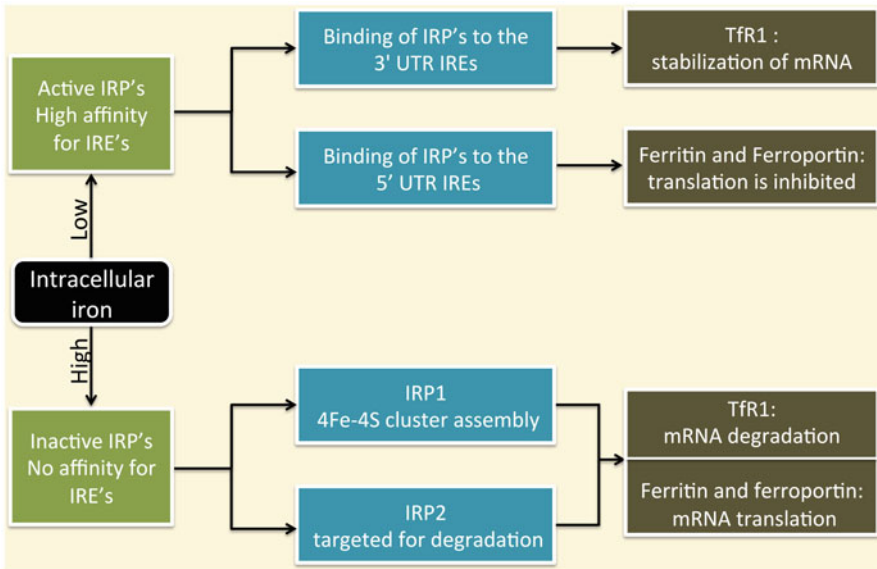 Active IRP's
High affinity
for IRE's
Binding of IRP's to the
3' UTR IREs
TfR1 :
stabilization of mRNA
Binding of IRP's to the
5' UTR IREs
Ferritin and Ferroportin:
translation is inhibited
Low
Intracellular
iron
High
Inactive IRP's
No affinity for
IRE's
IRP1
4Fe-4S cluster assembly
IRP2
targeted for degradation
TfR1:
mRNA degradation
Ferritin and ferroportin:
mRNA translation